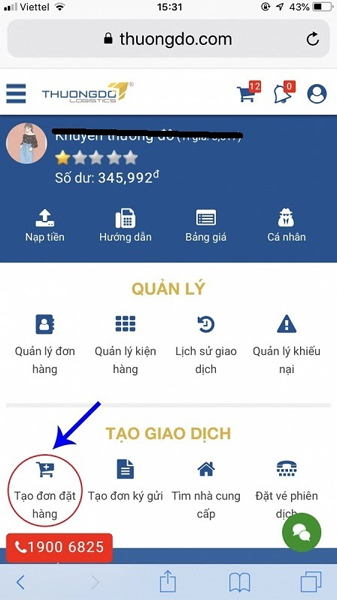 Viettel 15:31
thuongdo.com
THUONGDO
LOGISTICS
12 0
Số dư: 345,992đ
Nạp tiền Hướng dẫn Bảng giá Cá nhân
QUẢN LÝ
Quản lý đơn hàng
Quản lý kiện hàng
Lịch sử giao dịch
Quản lý khiếu nại
TẠO GIAO DỊCH
Tạo đơn đặt hàng
Tạo đơn ký gửi
Tìm nhà cung cấp
Đặt vé phiên dịch
1900 6825